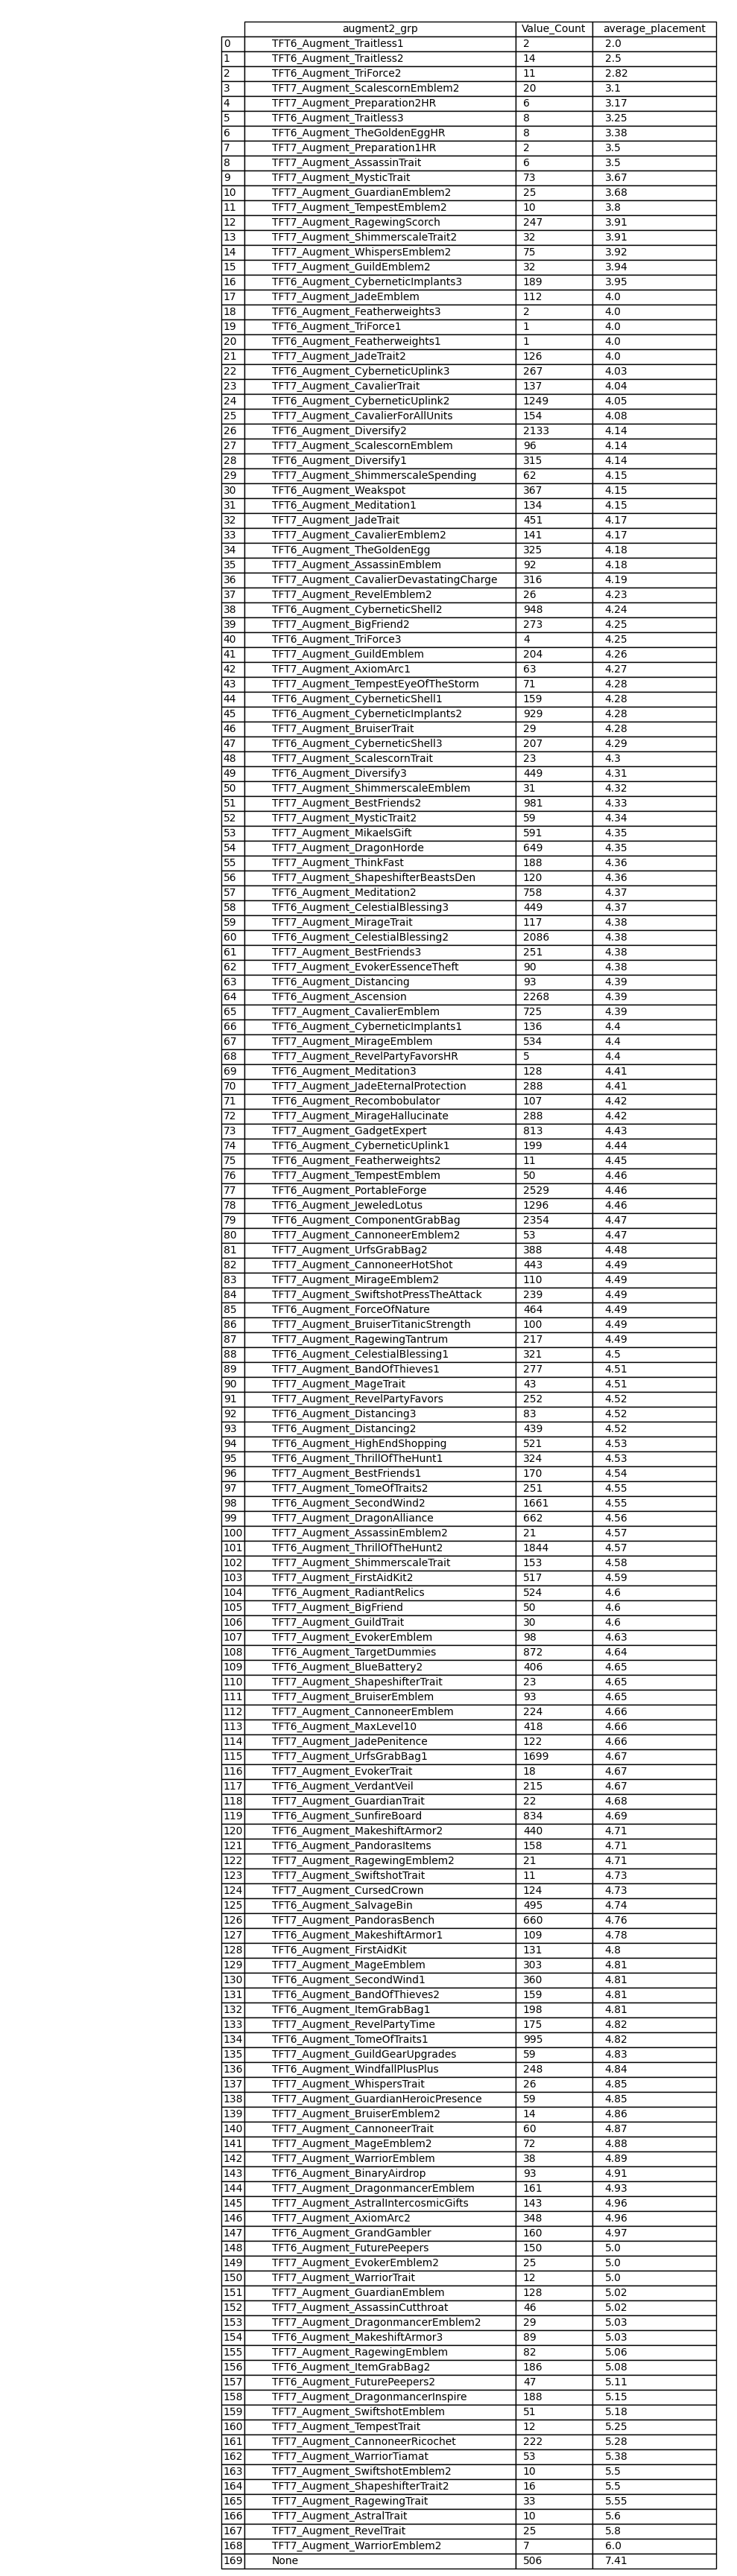 augment2_grp Value_Count average_placement
0 TFT6_Augment_Traitless1 2 2.0
1 TFT6_Augment_Traitless2 14 2.5
2 TFT6_Augment_TriForce2 11 2.82
3 TFT7_Augment_ScalescornEmblem2 20 3.1
4 TFT7_Augment_Preparation2HR 6 3.17
5 TFT6_Augment_Traitless3 8 3.25
6 TFT6_Augment_TheGoldenEggHR 8 3.38
7 TFT7_Augment_Preparation1HR 2 3.5
8 TFT7_Augment_AssassinTrait 6 3.5
9 TFT7_Augment_MysticTrait 73 3.67
10 TFT7_Augment_GuardianEmblem2 25 3.68
11 TFT7_Augment_TempestEmblem2 10 3.8
12 TFT7_Augment_RagewingScorch 247 3.91
13 TFT7_Augment_ShimmerscaleTrait2 32 3.91
14 TFT7_Augment_WhispersEmblem2 75 3.92
15 TFT7_Augment_GuildEmblem2 32 3.94
16 TFT6_Augment_CyberneticImplants3 189 3.95
17 TFT7_Augment_JadeEmblem 112 4.0
18 TFT6_Augment_Featherweights3 2 4.0
19 TFT6_Augment_TriForce1 1 4.0
20 TFT6_Augment_Featherweights1 1 4.0
21 TFT7_Augment_JadeTrait2 126 4.0
22 TFT6_Augment_CyberneticUplink3 267 4.03
23 TFT7_Augment_CavalierTrait 137 4.04
24 TFT6_Augment_CyberneticUplink2 1249 4.05
25 TFT7_Augment_CavalierForAllUnits 154 4.08
26 TFT6_Augment_Diversify2 2133 4.14
27 TFT7_Augment_ScalescornEmblem 96 4.14
28 TFT6_Augment_Diversify1 315 4.14
29 TFT7_Augment_ShimmerscaleSpending 62 4.15
30 TFT6_Augment_Weakspot 367 4.15
31 TFT6_Augment_Meditation1 134 4.15
32 TFT7_Augment_JadeTrait 451 4.17
33 TFT7_Augment_CavalierEmblem2 141 4.17
34 TFT6_Augment_TheGoldenEgg 325 4.18
35 TFT7_Augment_AssassinEmblem 92 4.18
36 TFT7_Augment_CavalierDevastatingCharge 316 4.19
37 TFT7_Augment_RevelEmblem2 26 4.23
38 TFT6_Augment_CyberneticShell2 948 4.24
39 TFT7_Augment_BigFriend2 273 4.25
40 TFT6_Augment_TriForce3 4 4.25
41 TFT7_Augment_GuildEmblem 204 4.26
42 TFT7_Augment_AxiomArc1 63 4.27
43 TFT7_Augment_TempestEyeOfTheStorm 71 4.28
44 TFT6_Augment_CyberneticShell1 159 4.28
45 TFT6_Augment_CyberneticImplants2 929 4.28
46 TFT7_Augment_BruiserTrait 29 4.28
47 TFT6_Augment_CyberneticShell3 207 4.29
48 TFT7_Augment_ScalescornTrait 23 4.3
49 TFT6_Augment_Diversify3 449 4.31
50 TFT7_Augment_ShimmerscaleEmblem 31 4.32
51 TFT7_Augment_BestFriends2 981 4.33
52 TFT7_Augment_MysticTrait2 59 4.34
53 TFT7_Augment_MikaelsGift 591 4.35
54 TFT7_Augment_DragonHorde 649 4.35
55 TFT7_Augment_ThinkFast 188 4.36
56 TFT7_Augment_ShapeshifterBeastsDen 120 4.36
57 TFT6_Augment_Meditation2 758 4.37
58 TFT6_Augment_CelestialBlessing3 449 4.37
59 TFT7_Augment_MirageTrait 117 4.38
60 TFT6_Augment_CelestialBlessing2 2086 4.38
61 TFT7_Augment_BestFriends3 251 4.38
62 TFT7_Augment_EvokerEssenceTheft 90 4.38
63 TFT6_Augment_Distancing 93 4.39
64 TFT6_Augment_Ascension 2268 4.39
65 TFT7_Augment_CavalierEmblem 725 4.39
66 TFT6_Augment_CyberneticImplants1 136 4.4
67 TFT7_Augment_MirageEmblem 534 4.4
68 TFT7_Augment_RevelPartyFavorsHR 5 4.4
69 TFT6_Augment_Meditation3 128 4.41
70 TFT7_Augment_JadeEternalProtection 288 4.41
71 TFT6_Augment_Recombobulator 107 4.42
72 TFT7_Augment_MirageHallucinate 288 4.42
73 TFT7_Augment_GadgetExpert 813 4.43
74 TFT6_Augment_CyberneticUplink1 199 4.44
75 TFT6_Augment_Featherweights2 11 4.45
76 TFT7_Augment_TempestEmblem 50 4.46
77 TFT6_Augment_PortableForge 2529 4.46
78 TFT6_Augment_JeweledLotus 1296 4.46
79 TFT6_Augment_ComponentGrabBag 2354 4.47
80 TFT7_Augment_CannoneerEmblem2 53 4.47
81 TFT7_Augment_UrfsGrabBag2 388 4.48
82 TFT7_Augment_CannoneerHotShot 443 4.49
83 TFT7_Augment_MirageEmblem2 110 4.49
84 TFT7_Augment_SwiftshotPressTheAttack 239 4.49
85 TFT6_Augment_ForceOfNature 464 4.49
86 TFT7_Augment_BruiserTitanicStrength 100 4.49
87 TFT7_Augment_RagewingTantrum 217 4.49
88 TFT6_Augment_CelestialBlessing1 321 4.5
89 TFT7_Augment_BandOfThieves1 277 4.51
90 TFT7_Augment_MageTrait 43 4.51
91 TFT7_Augment_RevelPartyFavors 252 4.52
92 TFT6_Augment_Distancing3 83 4.52
93 TFT6_Augment_Distancing2 439 4.52
94 TFT6_Augment_HighEndShopping 521 4.53
95 TFT6_Augment_ThrillOfTheHunt1 324 4.53
96 TFT7_Augment_BestFriends1 170 4.54
97 TFT7_Augment_TomeOfTraits2 251 4.55
98 TFT6_Augment_SecondWind2 1661 4.55
99 TFT7_Augment_DragonAlliance 662 4.56
100 TFT7_Augment_AssassinEmblem2 21 4.57
101 TFT6_Augment_ThrillOfTheHunt2 1844 4.57
102 TFT7_Augment_ShimmerscaleTrait 153 4.58
103 TFT7_Augment_FirstAidKit2 517 4.59
104 TFT6_Augment_RadiantRelics 524 4.6
105 TFT7_Augment_BigFriend 50 4.6
106 TFT7_Augment_GuildTrait 30 4.6
107 TFT7_Augment_EvokerEmblem 98 4.63
108 TFT6_Augment_TargetDummies 872 4.64
109 TFT6_Augment_BlueBattery2 406 4.65
110 TFT7_Augment_ShapeshifterTrait 23 4.65
111 TFT7_Augment_BruiserEmblem 93 4.65
112 TFT7_Augment_CannoneerEmblem 224 4.66
113 TFT6_Augment_MaxLevel10 418 4.66
114 TFT7_Augment_JadePenitence 122 4.66
115 TFT7_Augment_UrfsGrabBag1 1699 4.67
116 TFT7_Augment_EvokerTrait 18 4.67
117 TFT6_Augment_VerdantVeil 215 4.67
118 TFT7_Augment_GuardianTrait 22 4.68
119 TFT6_Augment_SunfireBoard 834 4.69
120 TFT6_Augment_MakeshiftArmor2 440 4.71
121 TFT6_Augment_PandorasItems 158 4.71
122 TFT7_Augment_RagewingEmblem2 21 4.71
123 TFT7_Augment_SwiftshotTrait 11 4.73
124 TFT7_Augment_CursedCrown 124 4.73
125 TFT6_Augment_SalvageBin 495 4.74
126 TFT7_Augment_PandorasBench 660 4.76
127 TFT6_Augment_MakeshiftArmor1 109 4.78
128 TFT6_Augment_FirstAidKit 131 4.8
129 TFT7_Augment_MageEmblem 303 4.81
130 TFT6_Augment_SecondWind1 360 4.81
131 TFT6_Augment_BandOfThieves2 159 4.81
132 TFT6_Augment_ItemGrabBag1 198 4.81
133 TFT7_Augment_RevelPartyTime 175 4.82
134 TFT6_Augment_TomeOfTraits1 995 4.82
135 TFT7_Augment_GuildGearUpgrades 59 4.83
136 TFT6_Augment_WindfallPlusPlus 248 4.84
137 TFT7_Augment_WhispersTrait 26 4.85
138 TFT7_Augment_GuardianHeroicPresence 59 4.85
139 TFT7_Augment_BruiserEmblem2 14 4.86
140 TFT7_Augment_CannoneerTrait 60 4.87
141 TFT7_Augment_MageEmblem2 72 4.88
142 TFT7_Augment_WarriorEmblem 38 4.89
143 TFT6_Augment_BinaryAirdrop 93 4.91
144 TFT7_Augment_DragonmancerEmblem 161 4.93
145 TFT7_Augment_AstralIntercosmicGifts 143 4.96
146 TFT7_Augment_AxiomArc2 348 4.96
147 TFT6_Augment_GrandGambler 160 4.97
148 TFT6_Augment_FuturePeepers 150 5.0
149 TFT7_Augment_EvokerEmblem2 25 5.0
150 TFT7_Augment_WarriorTrait 12 5.0
151 TFT7_Augment_GuardianEmblem 128 5.02
152 TFT7_Augment_AssassinCutthroat 46 5.02
153 TFT7_Augment_DragonmancerEmblem2 29 5.03
154 TFT6_Augment_MakeshiftArmor3 89 5.03
155 TFT7_Augment_RagewingEmblem 82 5.06
156 TFT6_Augment_ItemGrabBag2 186 5.08
157 TFT6_Augment_FuturePeepers2 47 5.11
158 TFT7_Augment_DragonmancerInspire 188 5.15
159 TFT7_Augment_SwiftshotEmblem 51 5.18
160 TFT7_Augment_TempestTrait 12 5.25
161 TFT7_Augment_CannoneerRicochet 222 5.28
162 TFT7_Augment_WarriorTiamat 53 5.38
163 TFT7_Augment_SwiftshotEmblem2 10 5.5
164 TFT7_Augment_ShapeshifterTrait2 16 5.5
165 TFT7_Augment_RagewingTrait 33 5.55
166 TFT7_Augment_AstralTrait 10 5.6
167 TFT7_Augment_RevelTrait 25 5.8
168 TFT7_Augment_WarriorEmblem2 7 6.0
169 None 506 7.41